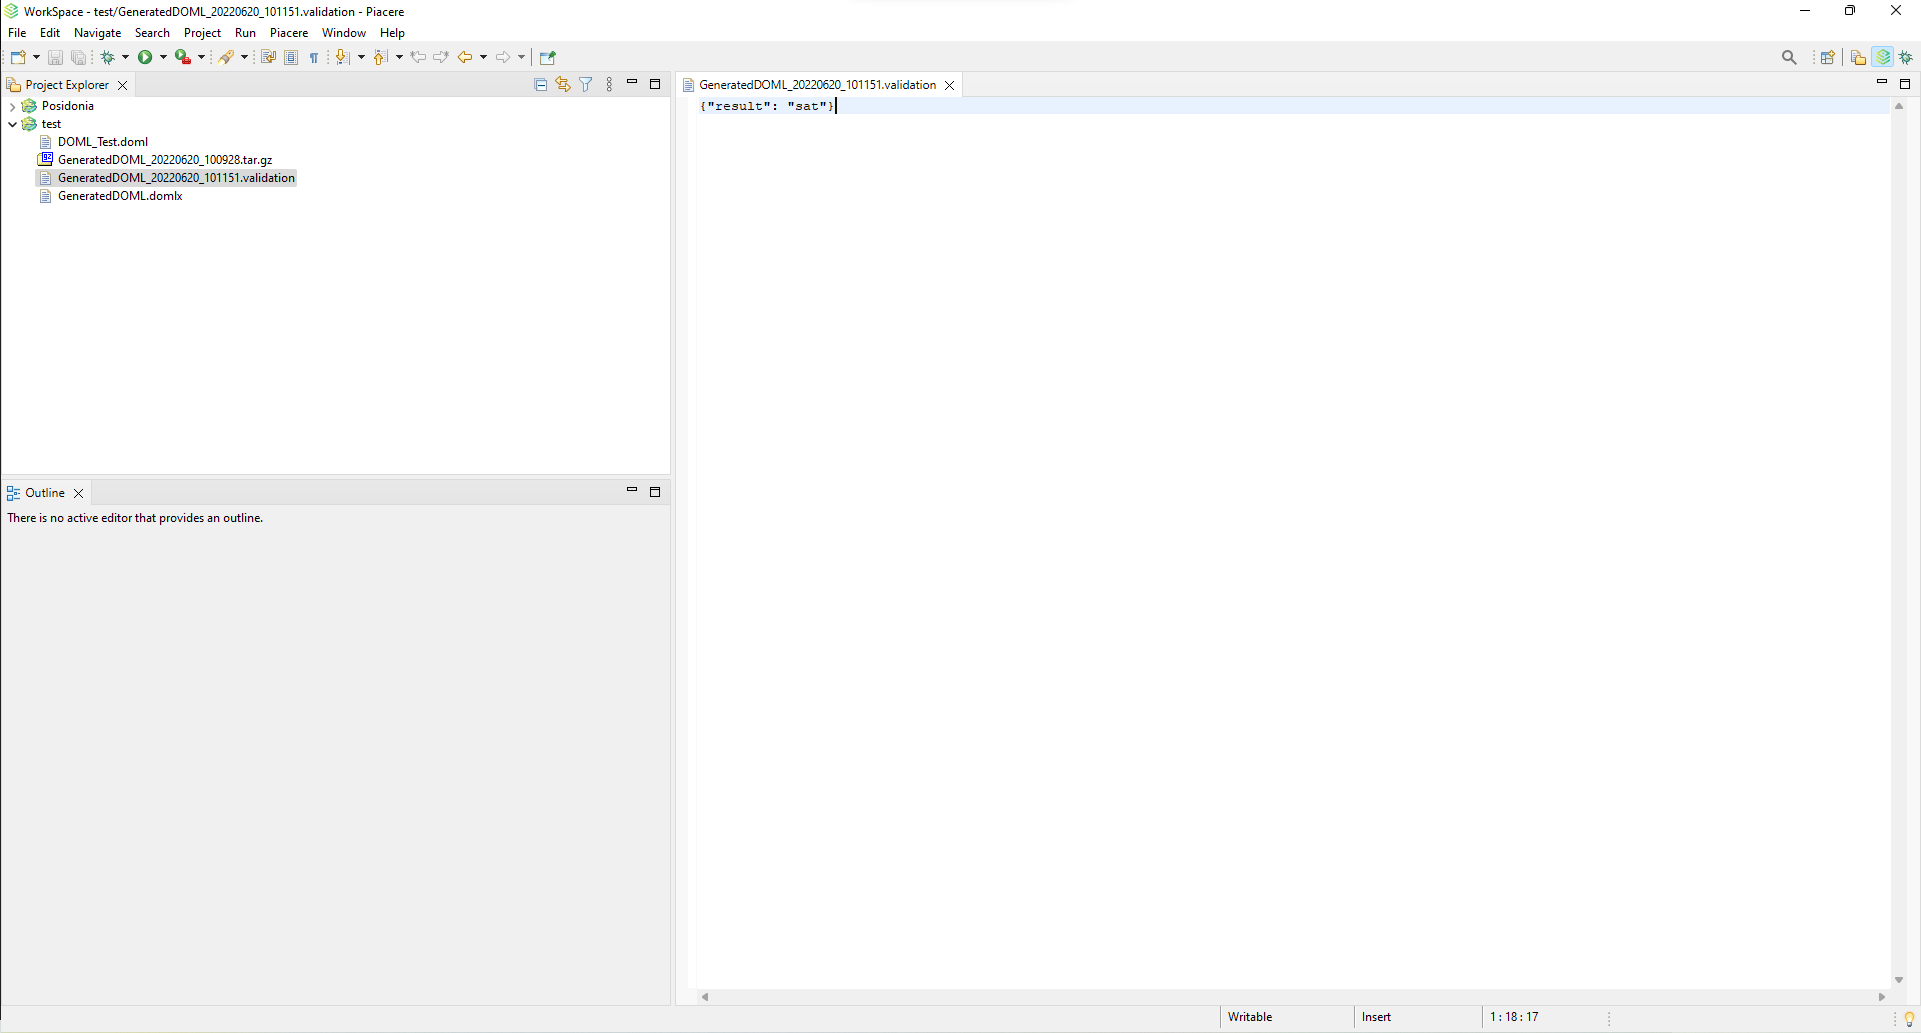 WorkSpace - test/GeneratedDOML_20220620_101151.validation - Piacere
File Edit Navigate Search Project Run Piacere Window Help
Project Explorer
Posidonia
test
DOML_Test.doml
GeneratedDOML_20220620_100928.tar.gz
GeneratedDOML_20220620_101151.validation
GeneratedDOML.domlx
Outline
There is no active editor that provides an outline.
GeneratedDOML_20220620_101151.validation
{"result": "sat"}
Writable Insert 1 : 18 : 17